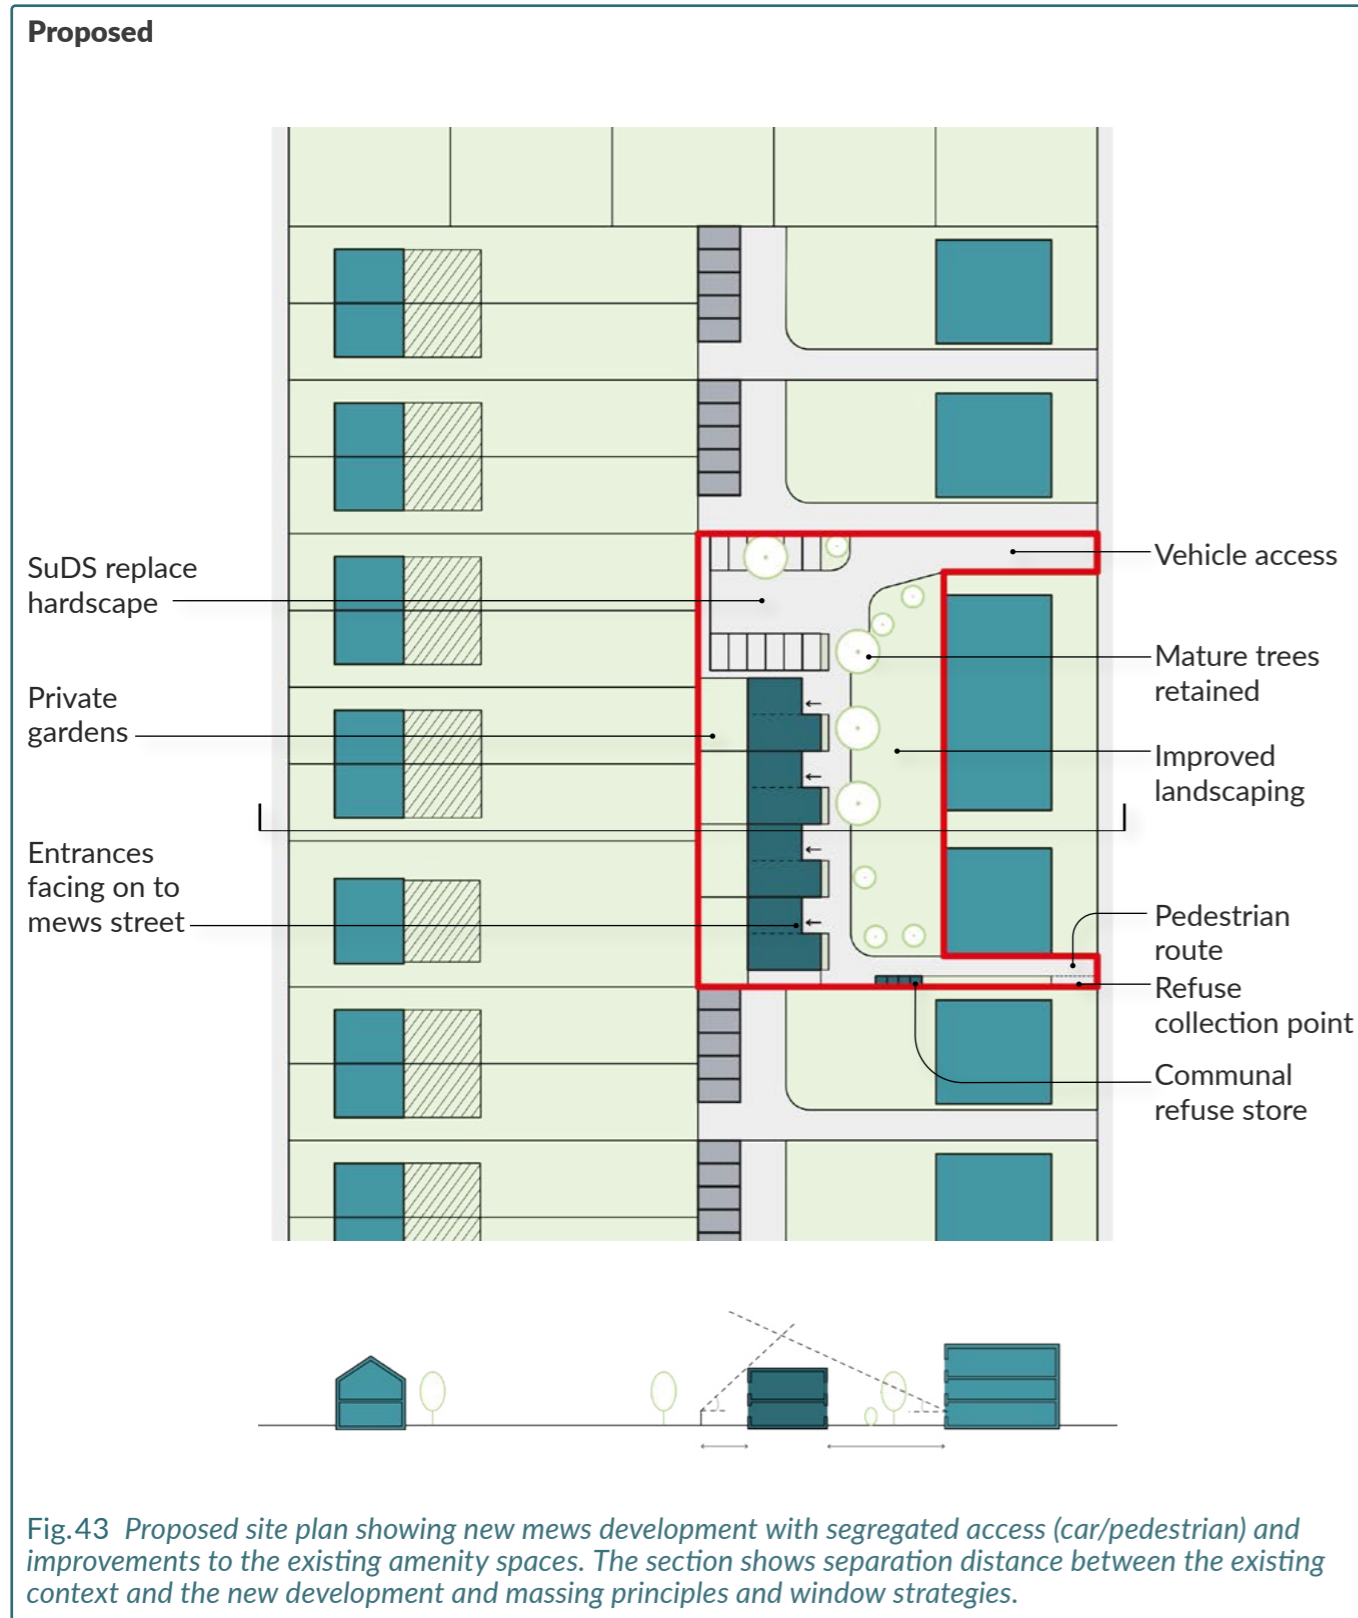 Proposed
SuDS replace
hardscape
Private
gardens
Entrances
facing on to
mews street
Vehicle access
Mature trees
retained
Improved
landscaping
Pedestrian
route
Refuse
collection point
Communal
refuse store
Fig.43 Proposed site plan showing new mews development with segregated access (car/pedestrian) and
improvements to the existing amenity spaces. The section shows separation distance between the existing
context and the new development and massing principles and window strategies.